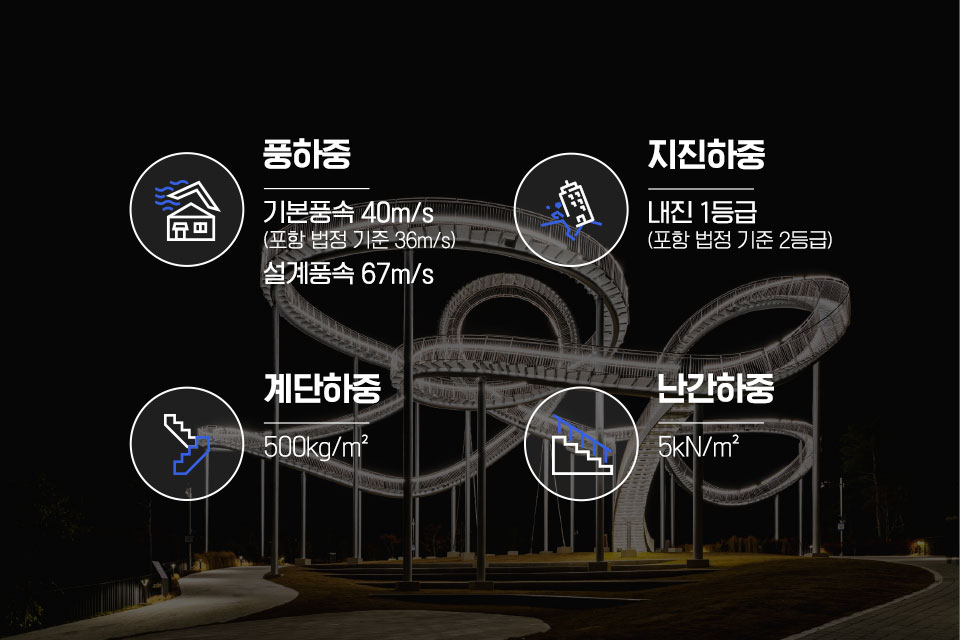 풍하중
기본풍속 40m/s
(포항 법정 기준 36m/s)
설계풍속 67m/s
지진하중
내진 1등급
(포항 법정 기준 2등급)
계단하중
500kg/㎡
난간하중
5kN/㎡